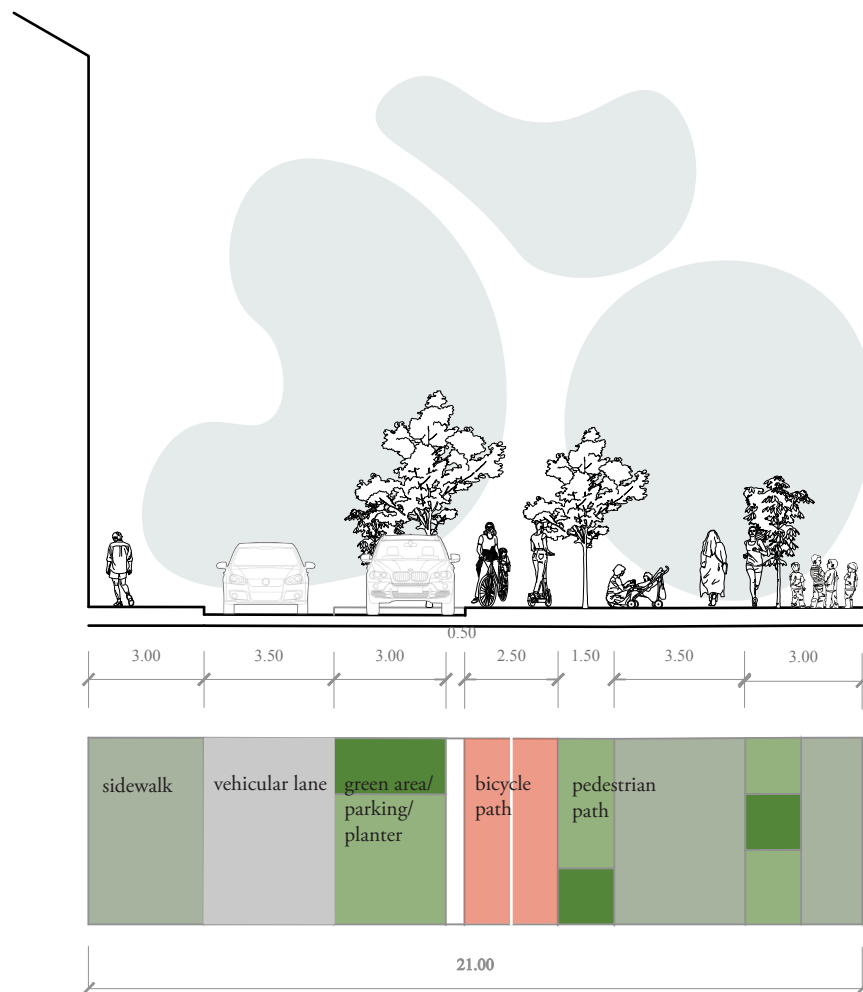 0.50
3.00
3.50
3.00
2.50
1.50
3.50
3.00
sidewalk
vehicular lane
green area/
parking/
planter
bicycle
path
pedestrian
path
21.00